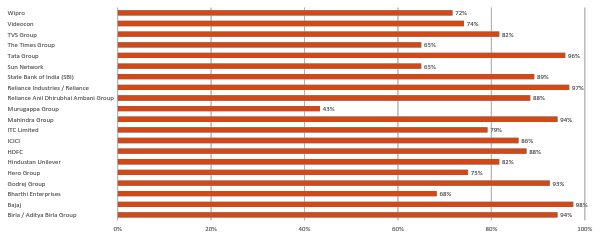 Wipro 72%
Videocon 74%
TVS Group 82%
The Times Group 65%
Tata Group 96%
Sun Network 65%
State Bank of India (SBI) 89%
Reliance Industries / Reliance 97%
Reliance Anil Dhirubhai Ambani Group 88%
Murugappa Group 43%
Mahindra Group 94%
ITC Limited 79%
ICICI 86%
HDFC 88%
Hindustan Unilever 82%
Hero Group 75%
Godrej Group 93%
Bharthi Enterprises 68%
Bajaj 98%
Birla / Aditya Birla Group 94%
0% 20% 40% 60% 80% 100%